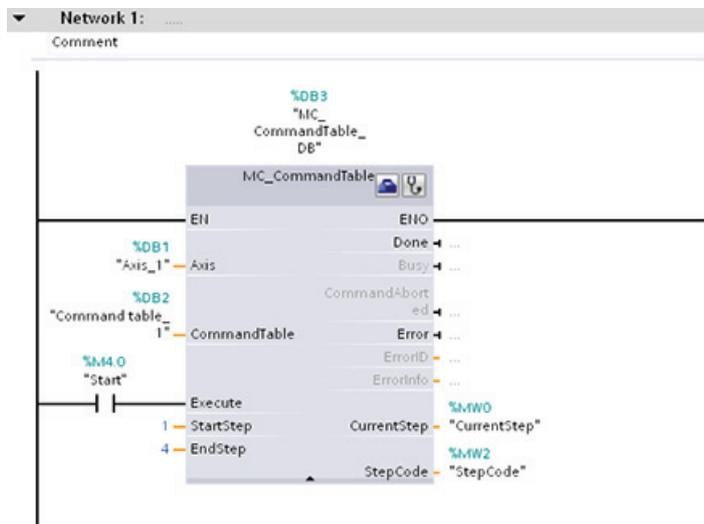 Network 1: .....
Comment
%DB3
"MC_
CommandTable_
DB"
MC_CommandTable
EN
ENO
Done ...
%DB1
"Axis_1"
Axis
Busy ...
%DB2
"Command table_
1"
CommandTable
CommandAbort
ed ...
Error ...
ErrorID ...
ErrorInfo ...
%M4.0
"Start"
Execute
1
StartStep
4
EndStep
%MW0
CurrentStep
"CurrentStep"
%MW2
StepCode
"StepCode"